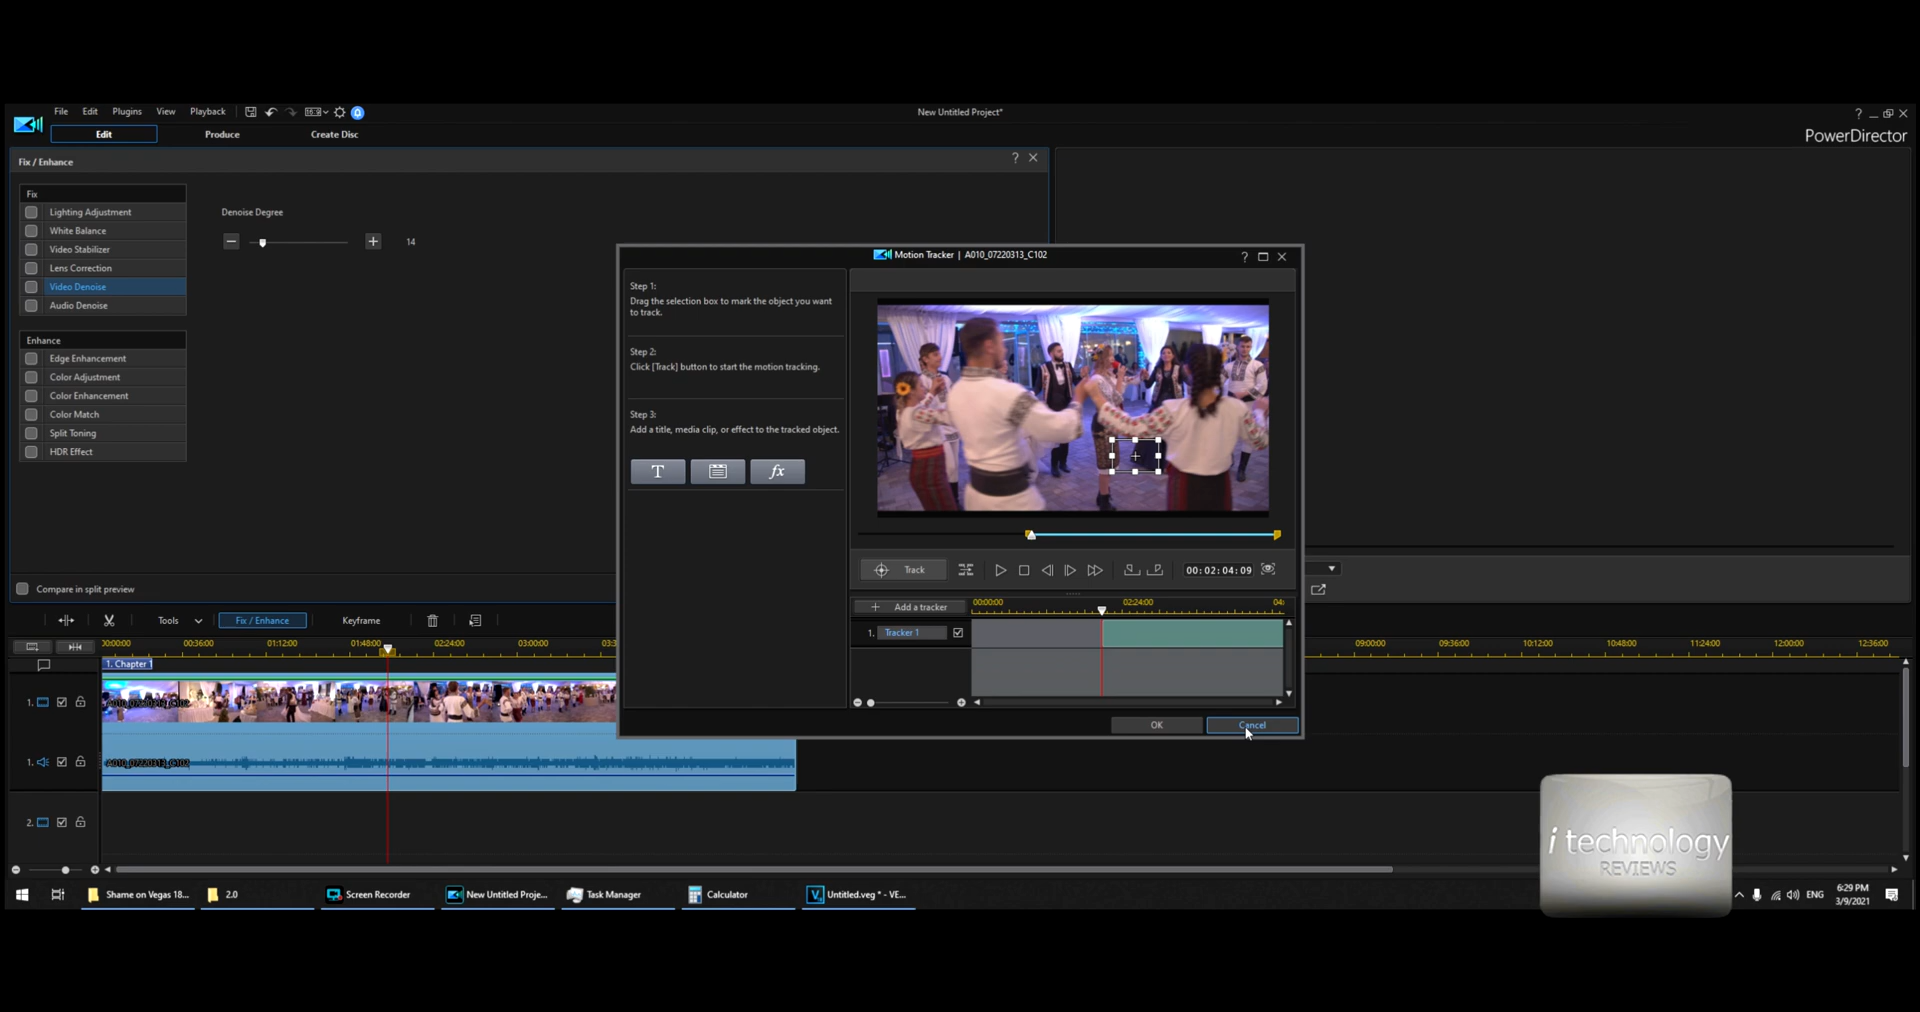 File Edit Plugins View Playback 16:9 New Untitled Project* ?
Edit Produce Create Disc PowerDirector
Fix / Enhance ?
Fix
Lighting Adjustment
White Balance
Video Stabilizer
Lens Correction
Video Denoise
Audio Denoise
Enhance
Edge Enhancement
Color Adjustment
Color Enhancement
Color Match
Split Toning
HDR Effect
Denoise Degree
14
Compare in split preview
Motion Tracker | A010_07220313_C102 ?
Step 1:
Drag the selection box to mark the object you want
to track.
Step 2:
Click [Track] button to start the motion tracking.
Step 3:
Add a title, media clip, or effect to the tracked object.
T fx
Track 00:02:04:09
Add a tracker 00:00:00 02:24:00 04:
1. Tracker 1
OK Cancel
Tools Fix / Enhance Keyframe
00:36:00 01:12:00 01:48:00 02:24:00 03:00:00 09:00:00 09:36:00 10:12:00 10:48:00 11:24:00 12:00:00 12:36:00
1. Chapter 1
1.
1. A010_07220313_C102
2.
i technology
REVIEWS
Shame on Vegas 18... 2.0 Screen Recorder New Untitled Proje... Task Manager Calculator Untitled.veg * - VE... ENG 6:29 PM
3/9/2021